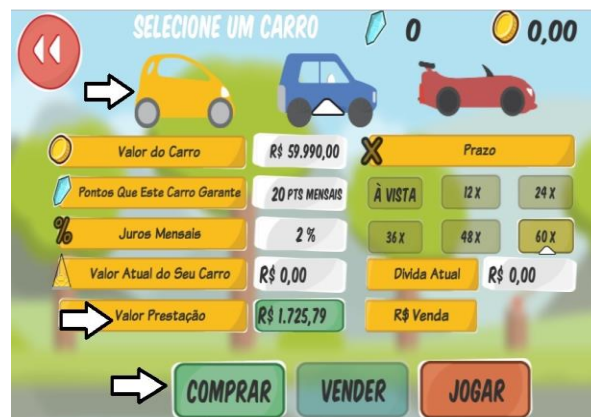 SELECIONE UM CARRO
0
0,00
Valor do Carro
R$ 59.990,00
Prazo
Pontos Que Este Carro Garante
20 PTS MENSAIS
À VISTA
12 X
24 X
%
Juros Mensais
2 %
36 X
48 X
60 X
Valor Atual do Seu Carro
R$ 0,00
Divida Atual
R$ 0,00
Valor Prestação
R$ 1.725,79
R$ Venda
COMPRAR
VENDER
JOGAR